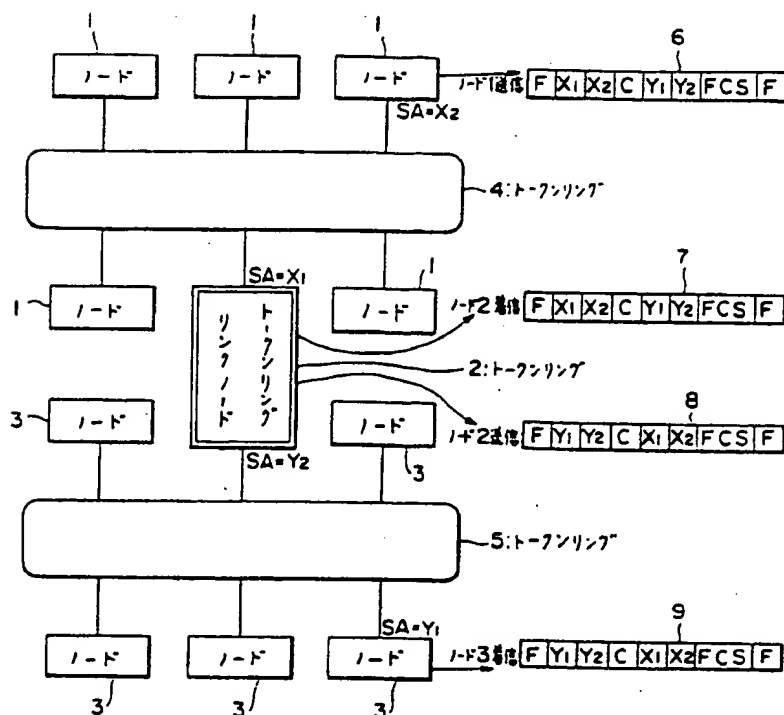 1
1
1
6
ノード
ノード
ノード
ノード1送信
F X1 X2 C Y1 Y2 FCS F
SA=X2
4:トークンリング
SA=X1
1
7
1
ノード
トークンリング
リンクノード
ノード
ノード2着信
F X1 X2 C Y1 Y2 FCS F
2:トークンリング
3
ノード
ノード
8
ノード2送信
F Y1 Y2 C X1 X2 FCS F
SA=Y2
3
5:トークンリング
SA=Y1
9
ノード
ノード
ノード
ノード3着信
F Y1 Y2 C X1 X2 FCS F
3
3
3